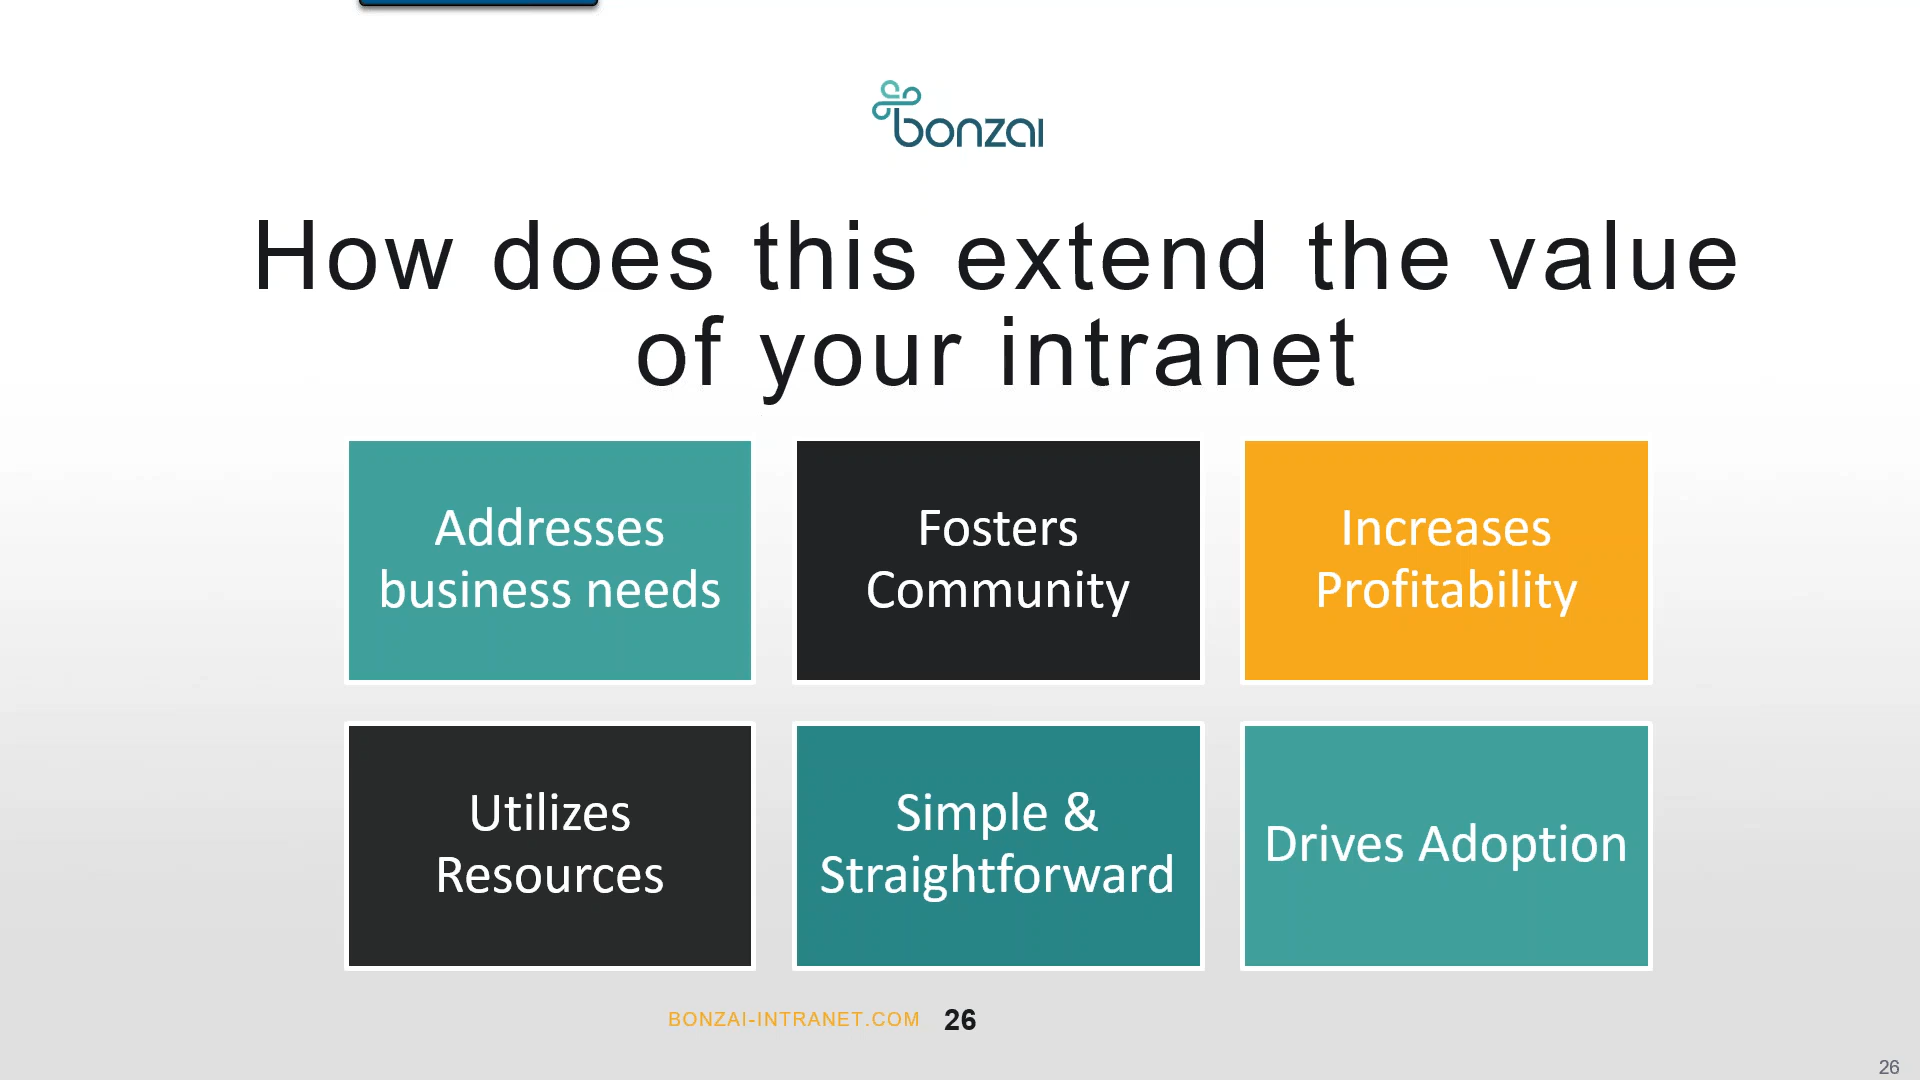 bonzai
How does this extend the value
of your intranet
Addresses
business needs
Fosters
Community
Increases
Profitability
Utilizes
Resources
Simple &
Straightforward
Drives Adoption
BONZAI-INTRANET.COM 26
26